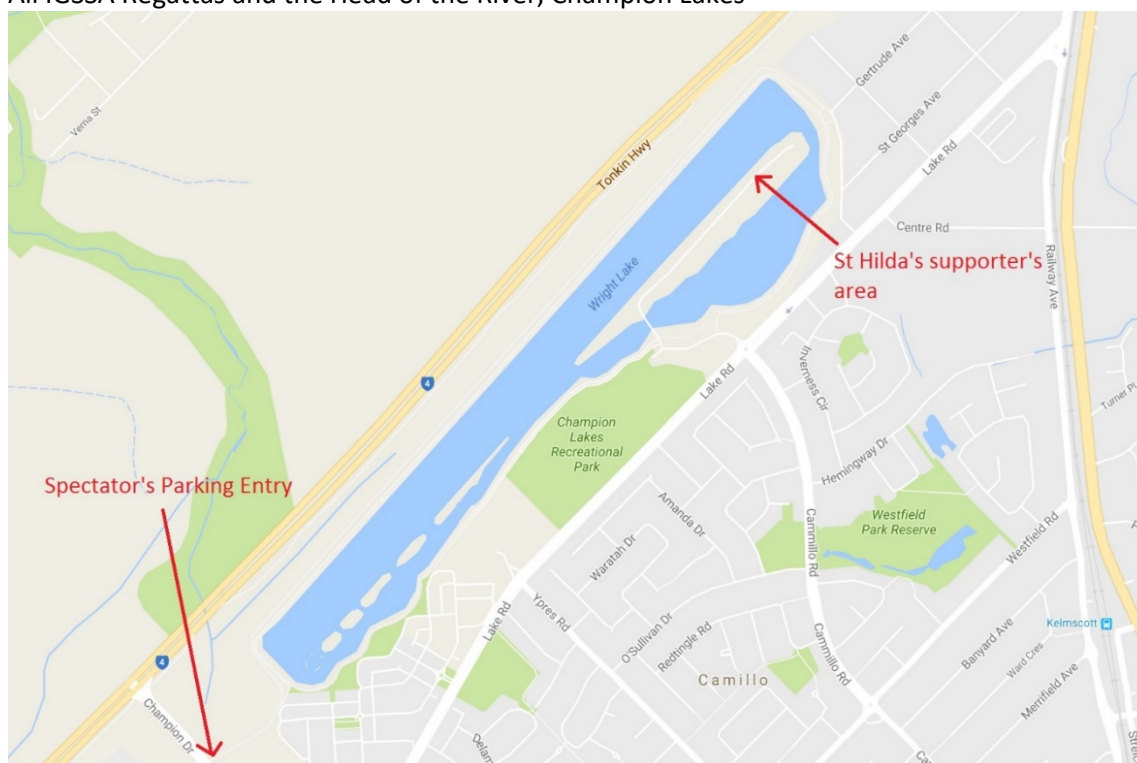 All IGSSA Regattas and the Head of the River, Champion Lakes
Gertrude Ave
Verna St
St Georges Ave
Lake Rd
Tonkin Hwy
Centre Rd
Railway Ave
St Hilda's supporter's
area
Wright Lake
4
Inverness Cir
Lake Rd
Turner Pl
Champion
Lakes
Recreational
Park
Hemingway Dr
Spectator's Parking Entry
Amanda Dr
Westfield
Park Reserve
Westfield Rd
Waratah Dr
Cammillo Rd
Ypres Rd
Lake Rd
O'Sullivan Dr
Redtingle Rd
Kelmscott
Banyard Ave
Ward Cres
Cammillo Rd
Merrifield Ave
Camillo
4
Champion Dr